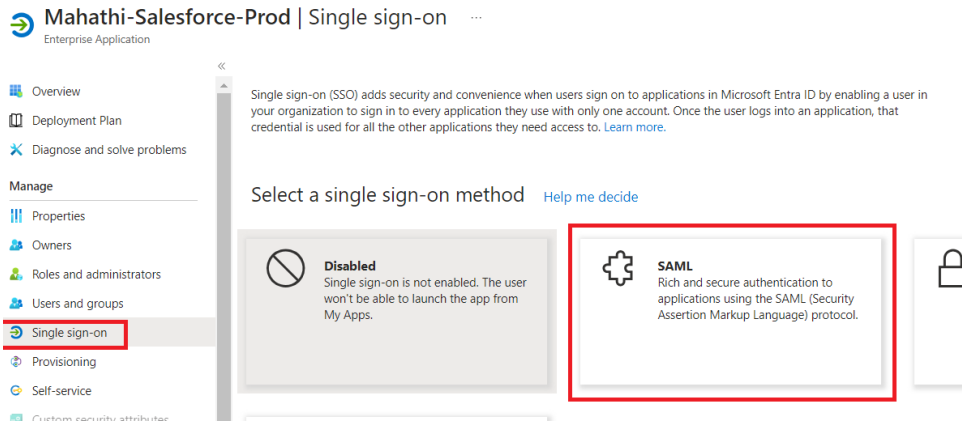 Mahathi-Salesforce-Prod | Single sign-on ...
Enterprise Application
«
Overview
Deployment Plan
Diagnose and solve problems
Manage
Properties
Owners
Roles and administrators
Users and groups
Single sign-on
Provisioning
Self-service
Custom security attributes
Single sign-on (SSO) adds security and convenience when users sign on to applications in Microsoft Entra ID by enabling a user in
your organization to sign in to every application they use with only one account. Once the user logs into an application, that
credential is used for all the other applications they need access to. Learn more.
Select a single sign-on method Help me decide
Disabled
Single sign-on is not enabled. The user
won't be able to launch the app from
My Apps.
SAML
Rich and secure authentication to
applications using the SAML (Security
Assertion Markup Language) protocol.